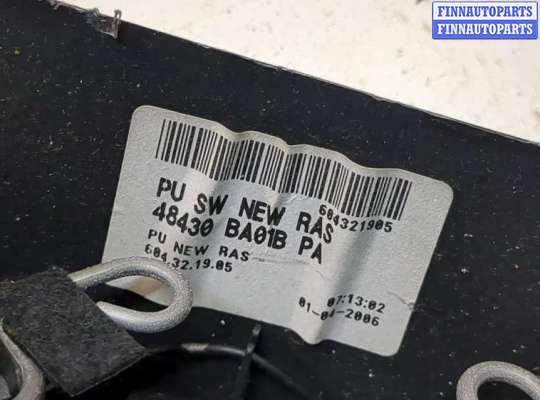 FINNAUTOPARTS
FINNAUTOPARTS
604321905
PU SW NEW RAS
48430 BA01B PA
PU NEW RAS
604.32.19.05
07:13:02
01-04-2006